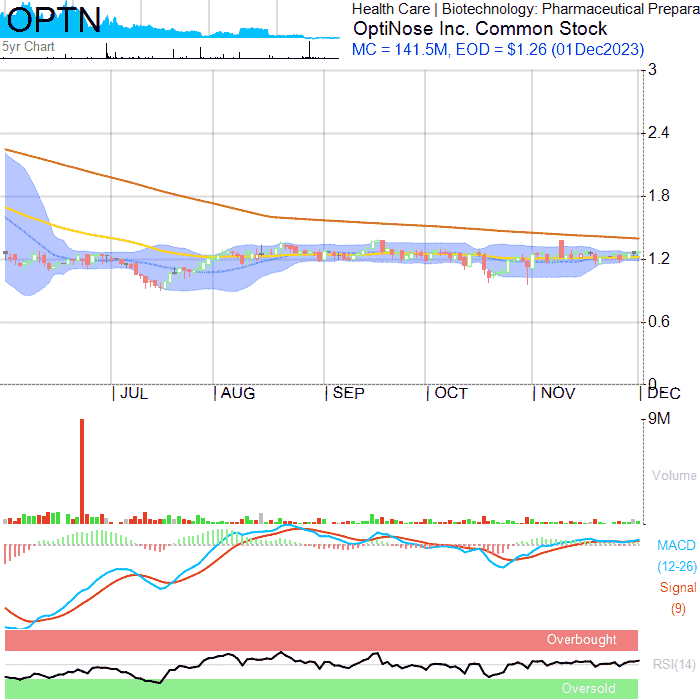 OPTN
5yr Chart
Health Care | Biotechnology: Pharmaceutical Prepara
OptiNose Inc. Common Stock
MC = 141.5M, EOD = $1.26 (01Dec2023)
3
2.4
1.8
1.2
0.6
0
JUL AUG SEP OCT NOV DEC
9M
Volume
MACD
(12-26)
Signal
(9)
Overbought
RSI(14)
Oversold